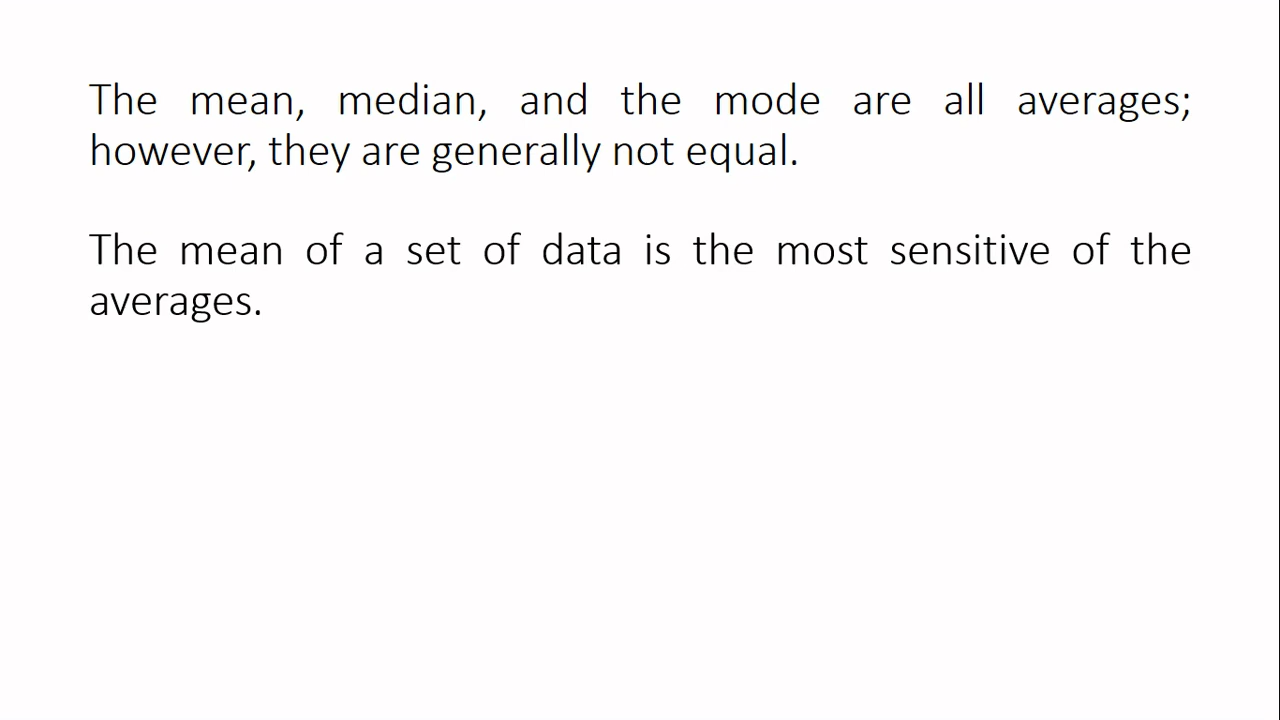 The mean, median, and the mode are all averages;
however, they are generally not equal.
The mean of a set of data is the most sensitive of the
averages.